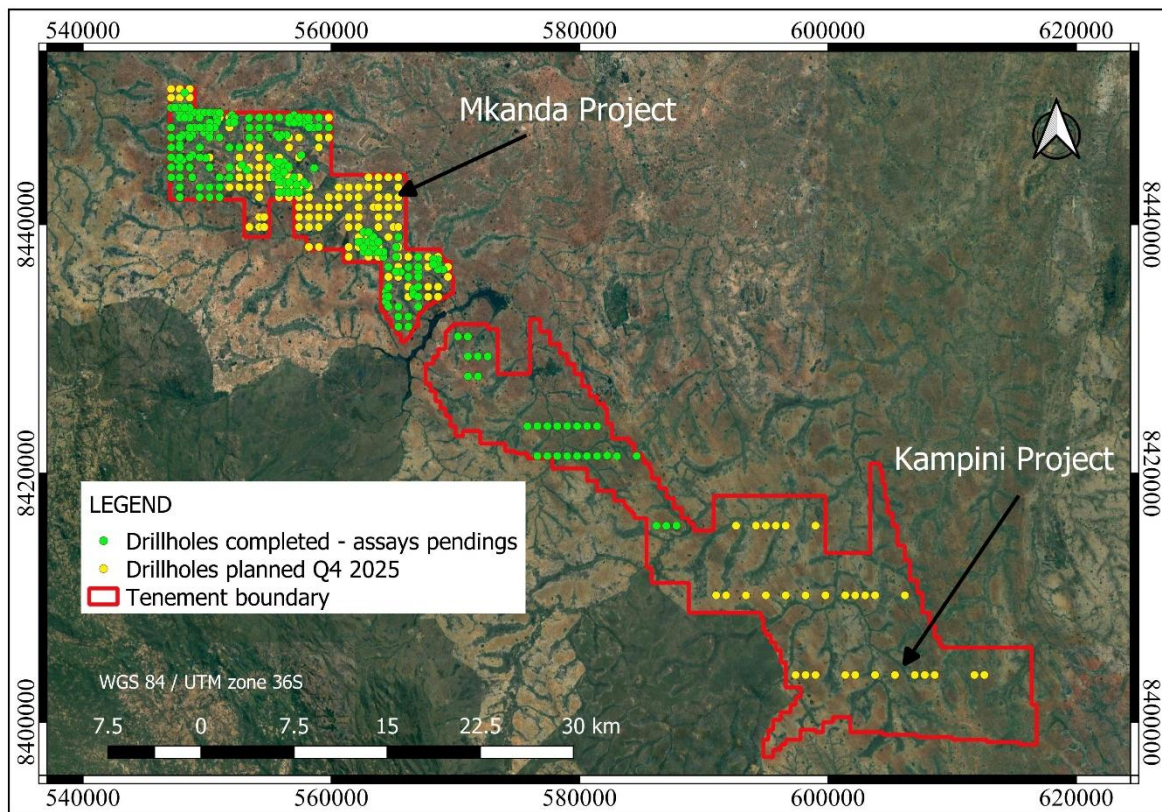 540000 560000 580000 600000 620000
Mkanda Project
8440000 8440000
Kampini Project
8420000 8420000
LEGEND
Drillholes completed - assays pendings
Drillholes planned Q4 2025
Tenement boundary
WGS 84 / UTM zone 36S
7.5 0 7.5 15 22.5 30 km
8400000 8400000
540000 560000 580000 600000 620000